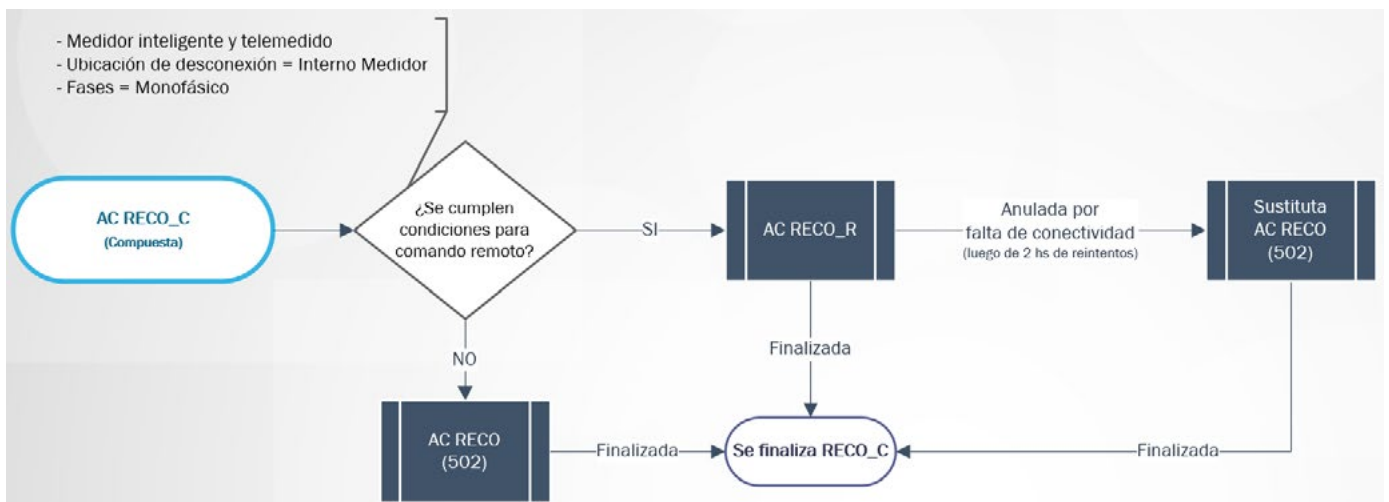 - Medidor inteligente y telemedido
- Ubicación de desconexión = Interno Medidor
- Fases = Monofásico
AC RECO_C
(Compuesta)
¿Se cumplen
condiciones para
comando remoto?
SI
AC RECO_R
Anulada por
falta de conectividad
(luego de 2 hs de reintentos)
Sustituta
AC RECO
(502)
NO
Finalizada
AC RECO
(502)
Finalizada
Se finaliza RECO_C
Finalizada